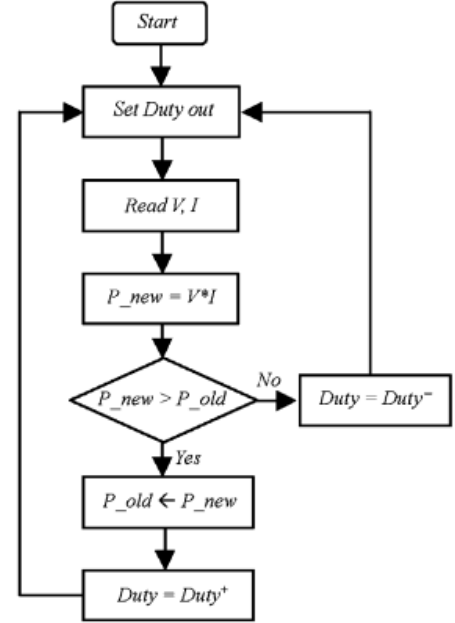 Start
Set Duty out
Read V, I
P_new = V*I
P_new > P_old
No
Duty = Duty⁻
Yes
P_old ← P_new
Duty = Duty⁺